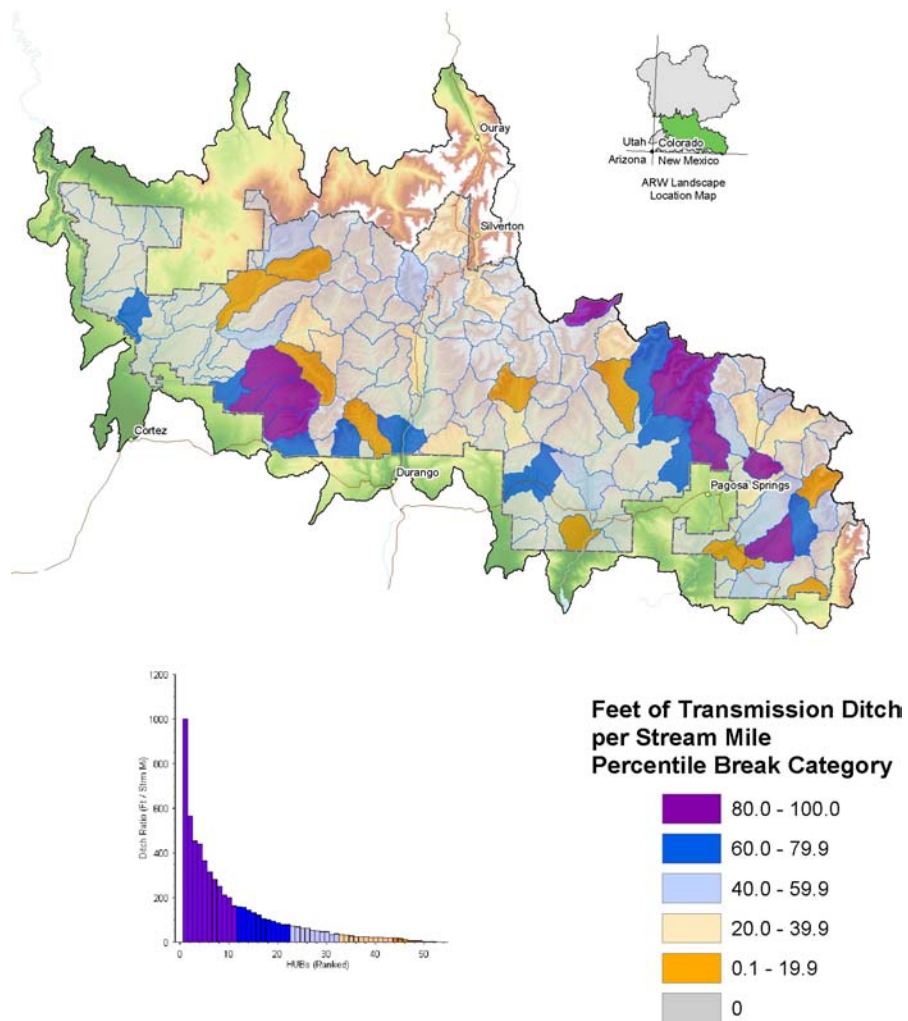 Ouray
Silverton
Utah
Colorado
Arizona
New Mexico
ARW Landscape
Location Map
Cortez
Durango
Pagosa Springs
1200
1000
800
600
400
200
0
Ditch Ratio (Ft / Strm Mi)
0
10
20
30
40
50
HUBs (Ranked)
Feet of Transmission Ditch
per Stream Mile
Percentile Break Category
80.0 - 100.0
60.0 - 79.9
40.0 - 59.9
20.0 - 39.9
0.1 - 19.9
0